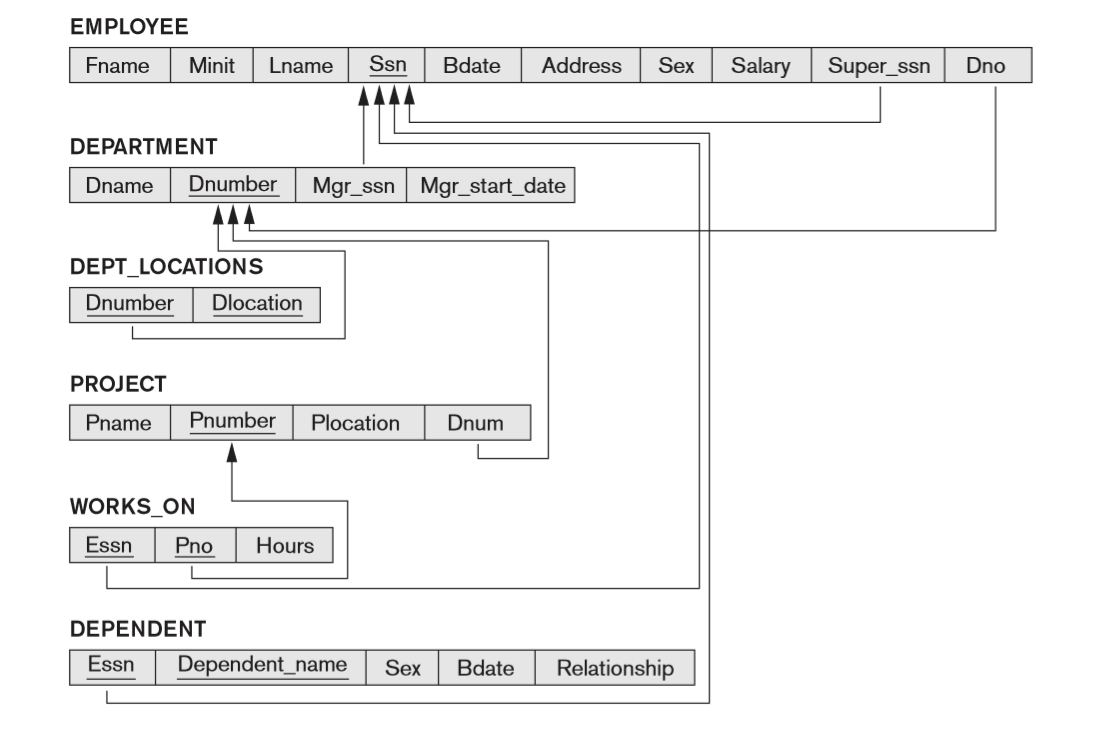 EMPLOYEE
Fname Minit Lname Ssn Bdate Address Sex Salary Super_ssn Dno
DEPARTMENT
Dname Dnumber Mgr_ssn Mgr_start_date
DEPT_LOCATIONS
Dnumber Dlocation
PROJECT
Pname Pnumber Plocation Dnum
WORKS_ON
Essn Pno Hours
DEPENDENT
Essn Dependent_name Sex Bdate Relationship